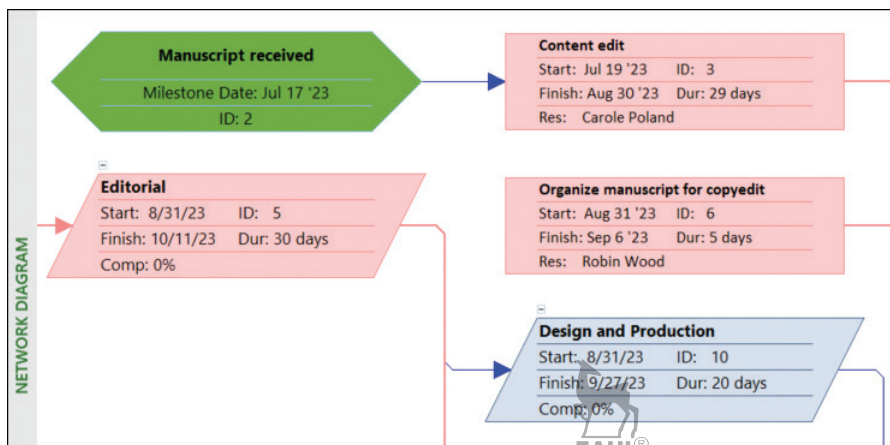 Manuscript received
Milestone Date: Jul 17 '23
ID: 2
Content edit
Start: Jul 19 '23 ID: 3
Finish: Aug 30 '23 Dur: 29 days
Res: Carole Poland
Editorial
Start: 8/31/23 ID: 5
Finish: 10/11/23 Dur: 30 days
Comp: 0%
Organize manuscript for copyedit
Start: Aug 31 '23 ID: 6
Finish: Sep 6 '23 Dur: 5 days
Res: Robin Wood
Design and Production
Start: 8/31/23 ID: 10
Finish: 9/27/23 Dur: 20 days
Comp: 0%
NETWORK DIAGRAM